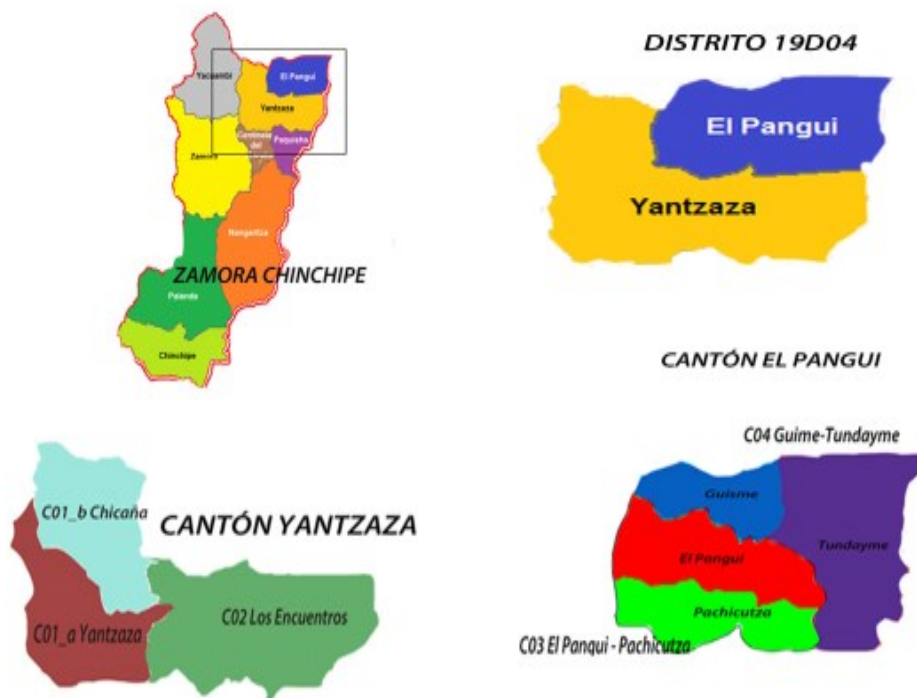 Yacuambi
El Pangui
Yantzaza
Zamora
Paquisha
Nangaritza
ZAMORA CHINCHIPE
Palanda
Chinchipe
DISTRITO 19D04
El Pangui
Yantzaza
CANTÓN EL PANGUI
C04 Guime-Tundayme
Guisme
El Pangui
Tundayme
Pachicutza
C03 El Panqui - Pachicutza
C01_b Chicaña
CANTÓN YANTZAZA
C01_a Yantzaza
C02 Los Encuentros